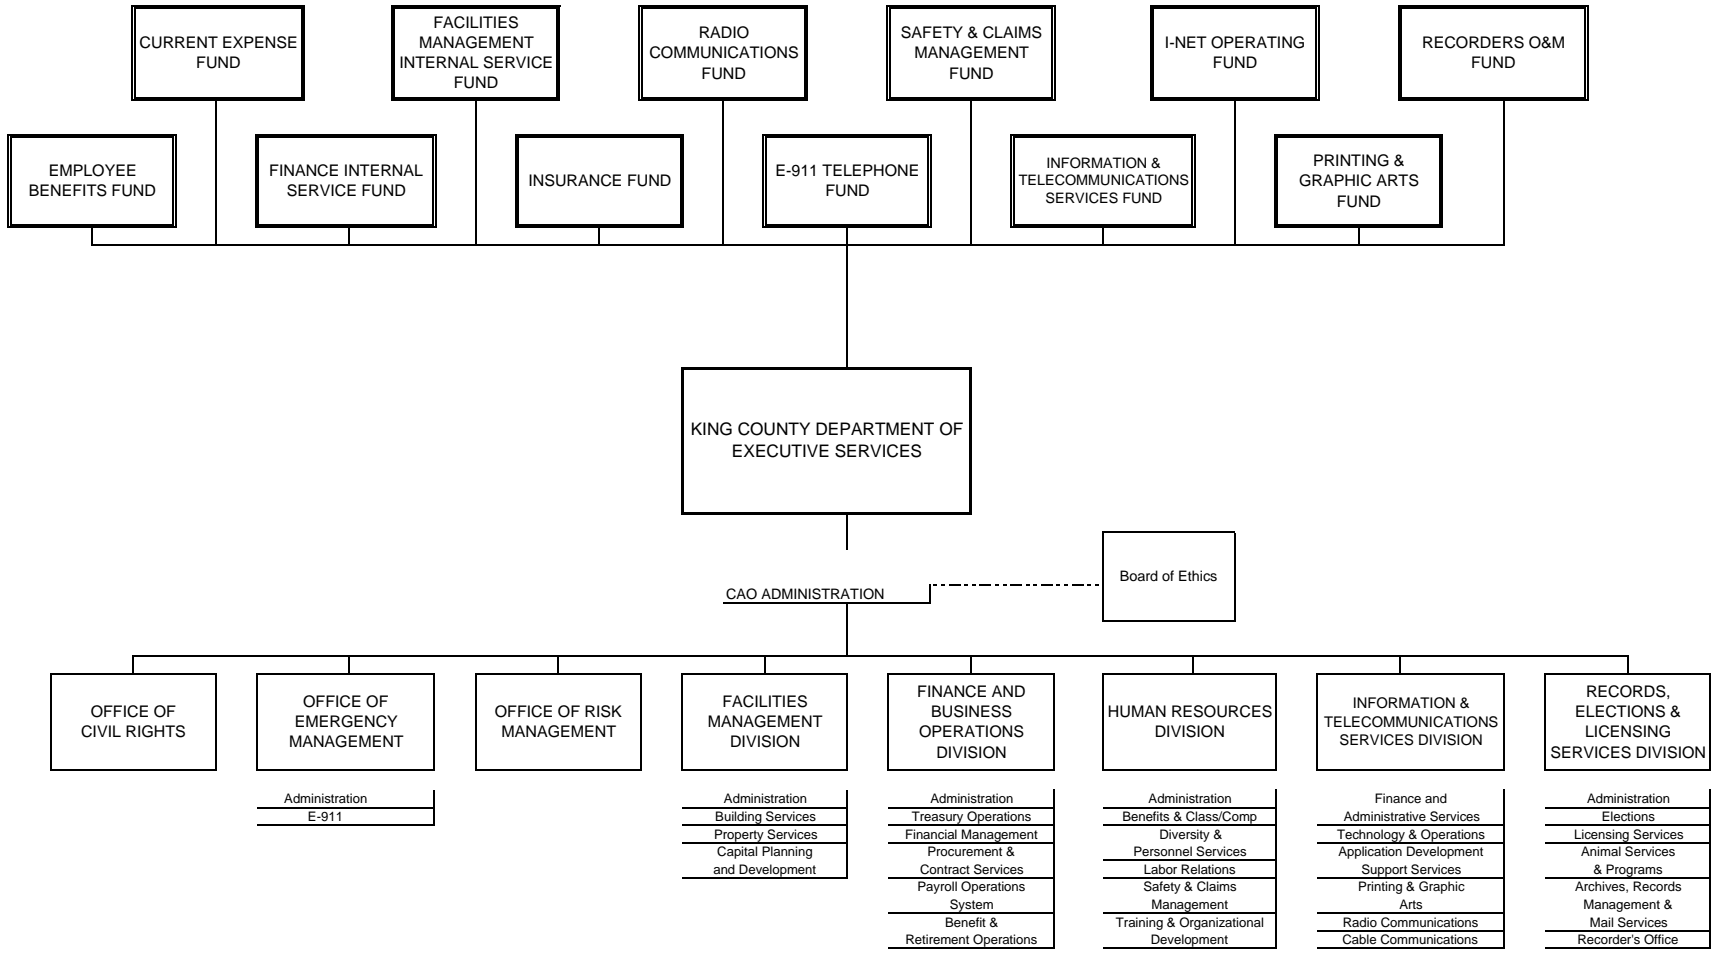 CURRENT EXPENSE
FUND
FACILITIES
MANAGEMENT
INTERNAL SERVICE
FUND
RADIO
COMMUNICATIONS
FUND
SAFETY & CLAIMS
MANAGEMENT
FUND
I-NET OPERATING
FUND
RECORDERS O&M
FUND
EMPLOYEE
BENEFITS FUND
FINANCE INTERNAL
SERVICE FUND
INSURANCE FUND
E-911 TELEPHONE
FUND
INFORMATION &
TELECOMMUNICATIONS
SERVICES FUND
PRINTING &
GRAPHIC ARTS
FUND
KING COUNTY DEPARTMENT OF
EXECUTIVE SERVICES
Board of Ethics
CAO ADMINISTRATION
OFFICE OF
CIVIL RIGHTS
OFFICE OF
EMERGENCY
MANAGEMENT
Administration
E-911
OFFICE OF RISK
MANAGEMENT
FACILITIES
MANAGEMENT
DIVISION
Administration
Building Services
Property Services
Capital Planning
and Development
FINANCE AND
BUSINESS
OPERATIONS
DIVISION
Administration
Treasury Operations
Financial Management
Procurement &
Contract Services
Payroll Operations
System
Benefit &
Retirement Operations
HUMAN RESOURCES
DIVISION
Administration
Benefits & Class/Comp
Diversity &
Personnel Services
Labor Relations
Safety & Claims
Management
Training & Organizational
Development
INFORMATION &
TELECOMMUNICATIONS
SERVICES DIVISION
Finance and
Administrative Services
Technology & Operations
Application Development
Support Services
Printing & Graphic
Arts
Radio Communications
Cable Communications
RECORDS,
ELECTIONS &
LICENSING
SERVICES DIVISION
Administration
Elections
Licensing Services
Animal Services
& Programs
Archives, Records
Management &
Mail Services
Recorder's Office